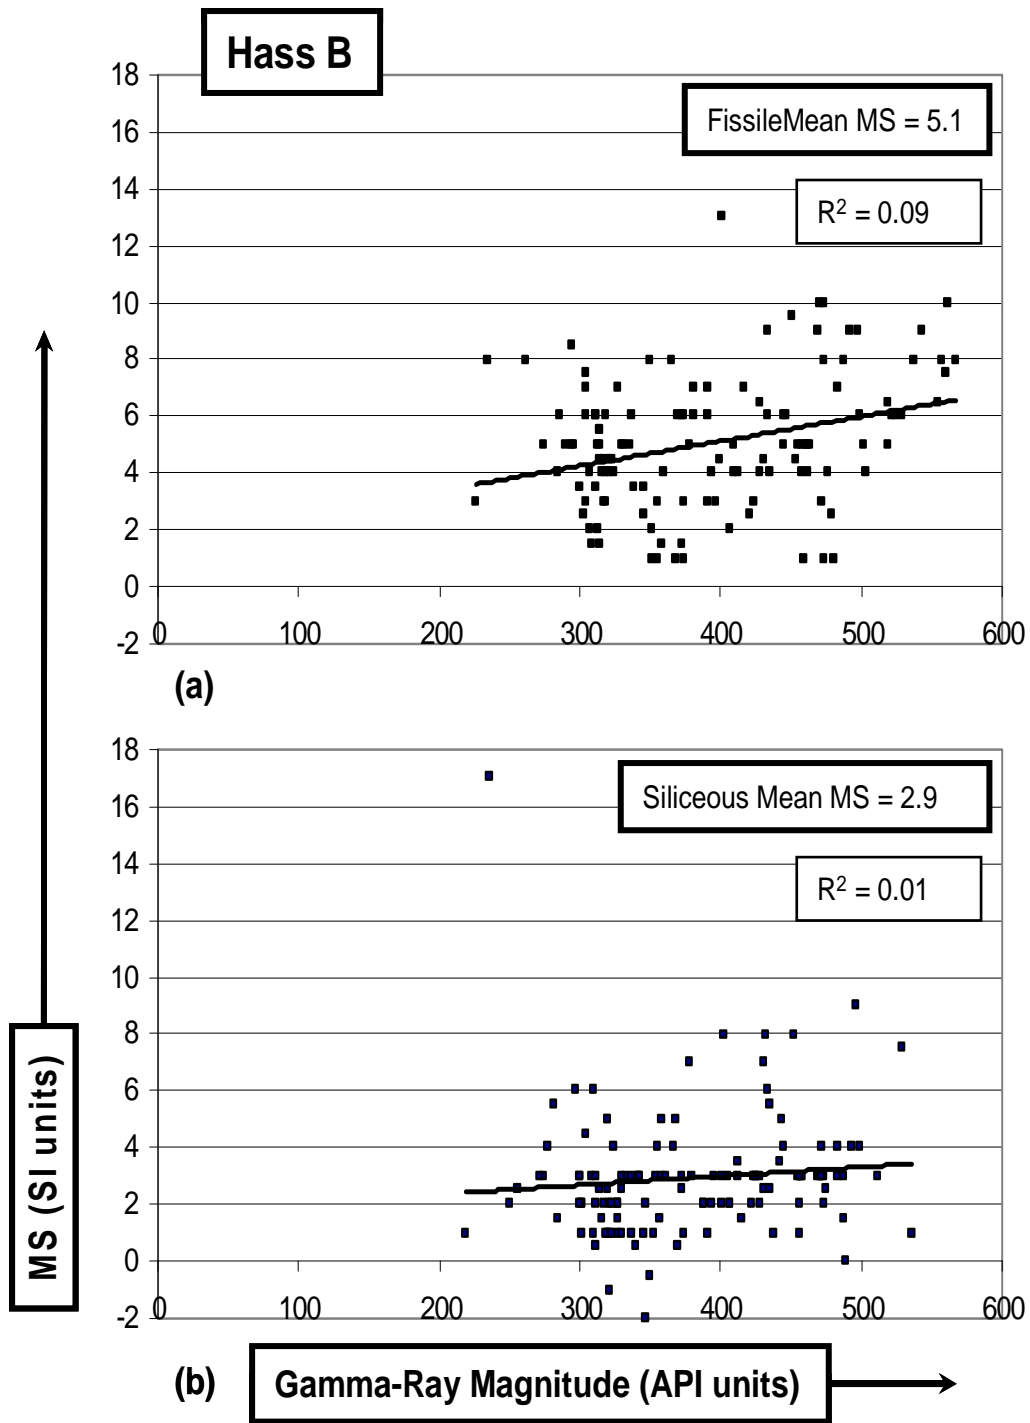 Hass B
18
16
14
12
10
8
6
4
2
0
-2
FissileMean MS = 5.1
R² = 0.09
0 100 200 300 400 500 600
(a)
18
16
14
12
10
8
6
4
2
0
-2
Siliceous Mean MS = 2.9
R² = 0.01
0 100 200 300 400 500 600
MS (SI units)
(b) Gamma-Ray Magnitude (API units)